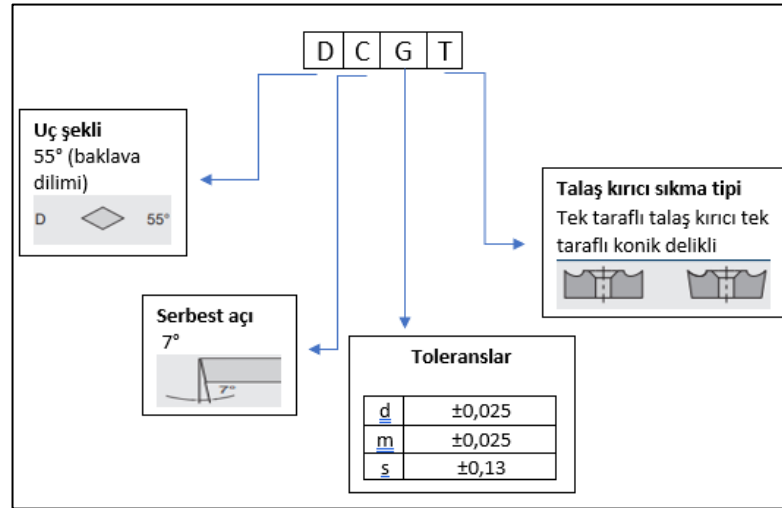 D C G T
Uç şekli
55° (baklava
dilimi)
D 55°
Talaş kırıcı sıkma tipi
Tek taraflı talaş kırıcı tek
taraflı konik delikli
Serbest açı
7°
7°
Toleranslar
d ±0,025
m ±0,025
s ±0,13